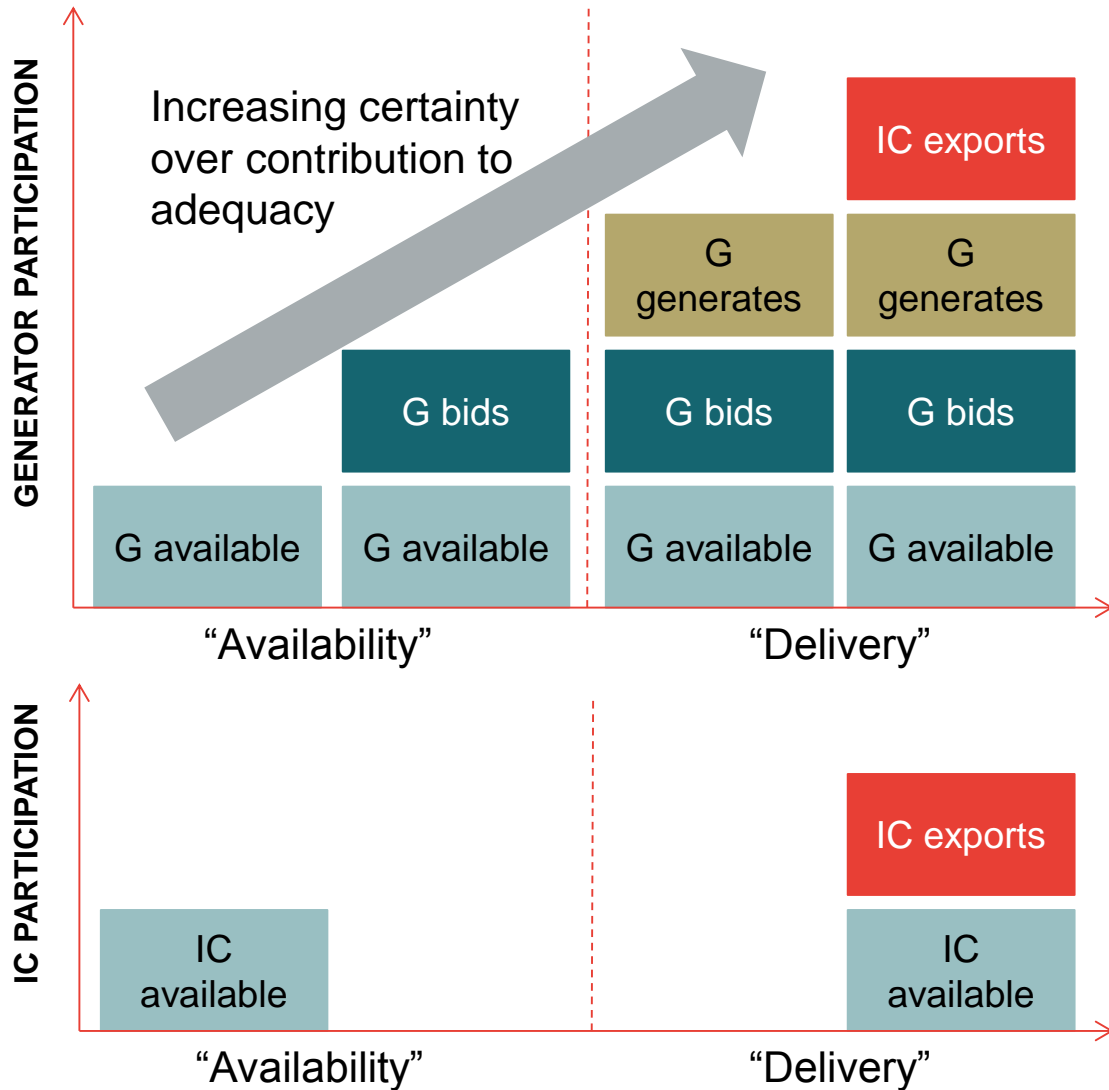 GENERATOR PARTICIPATION
Increasing certainty
over contribution to
adequacy
IC exports
G
generates
G
generates
G bids
G bids
G bids
G available
G available
G available
G available
“Availability”
“Delivery”
IC PARTICIPATION
IC exports
IC
available
IC
available
“Availability”
“Delivery”